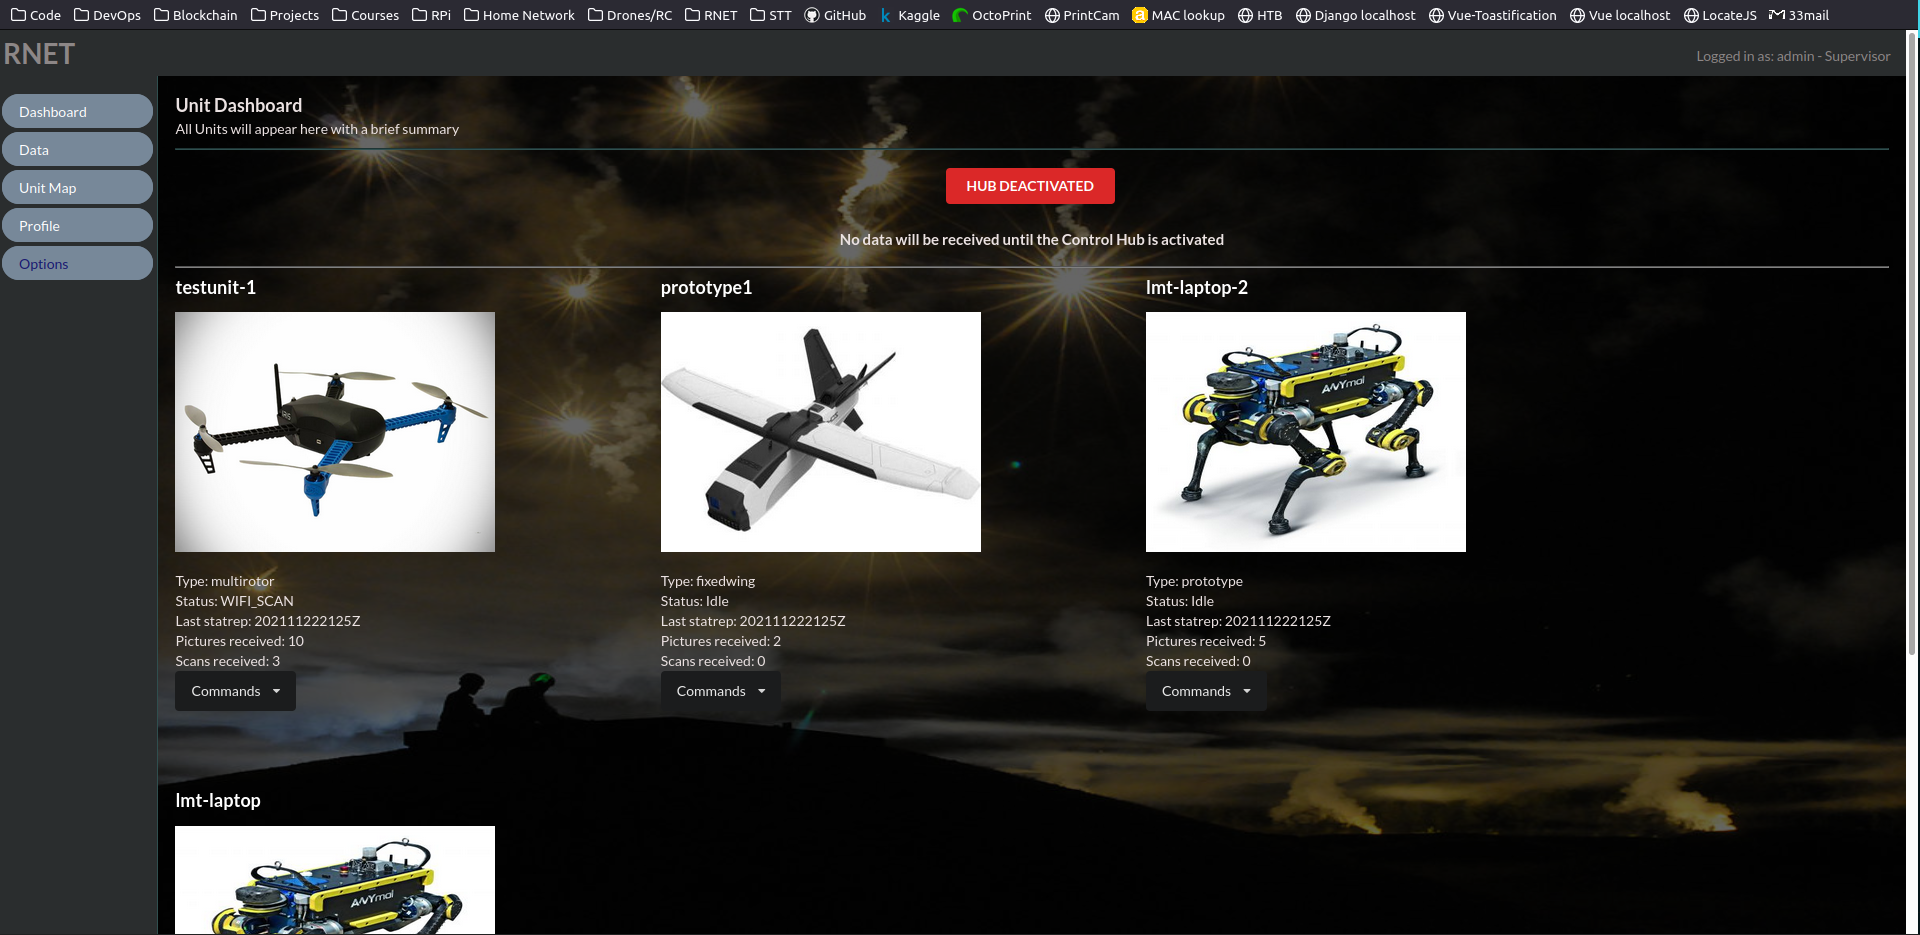 Code DevOps Blockchain Projects Courses RPi Home Network Drones/RC RNET STT GitHub Kaggle OctoPrint PrintCam MAC lookup HTB Django localhost Vue-Toastification Vue localhost LocateJS 33mail
RNET
Logged in as: admin - Supervisor
Dashboard
Data
Unit Map
Profile
Options
Unit Dashboard
All Units will appear here with a brief summary
HUB DEACTIVATED
No data will be received until the Control Hub is activated
testunit-1
Type: multirotor
Status: WIFI_SCAN
Last statrep: 202111222125Z
Pictures received: 10
Scans received: 3
Commands
prototype1
Type: fixedwing
Status: Idle
Last statrep: 202111222125Z
Pictures received: 2
Scans received: 0
Commands
lmt-laptop-2
ANYmal
Type: prototype
Status: Idle
Last statrep: 202111222125Z
Pictures received: 5
Scans received: 0
Commands
lmt-laptop
ANYmal